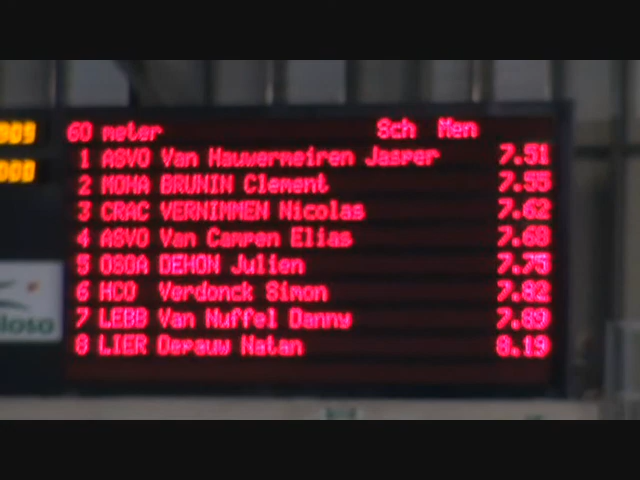 60 meter Sch Men
1 ASVO Van Hauwermeiren Jasper 7.51
2 MOHA BRUNIN Clement 7.55
3 CRAC VERNIMMEN Nicolas 7.62
4 ASVO Van Campen Elias 7.68
5 OSGA DEHON Julien 7.75
6 HCO Verdonck Simon 7.82
7 LEBB Van Nuffel Danny 7.89
8 LIER Derauw Natan 8.19